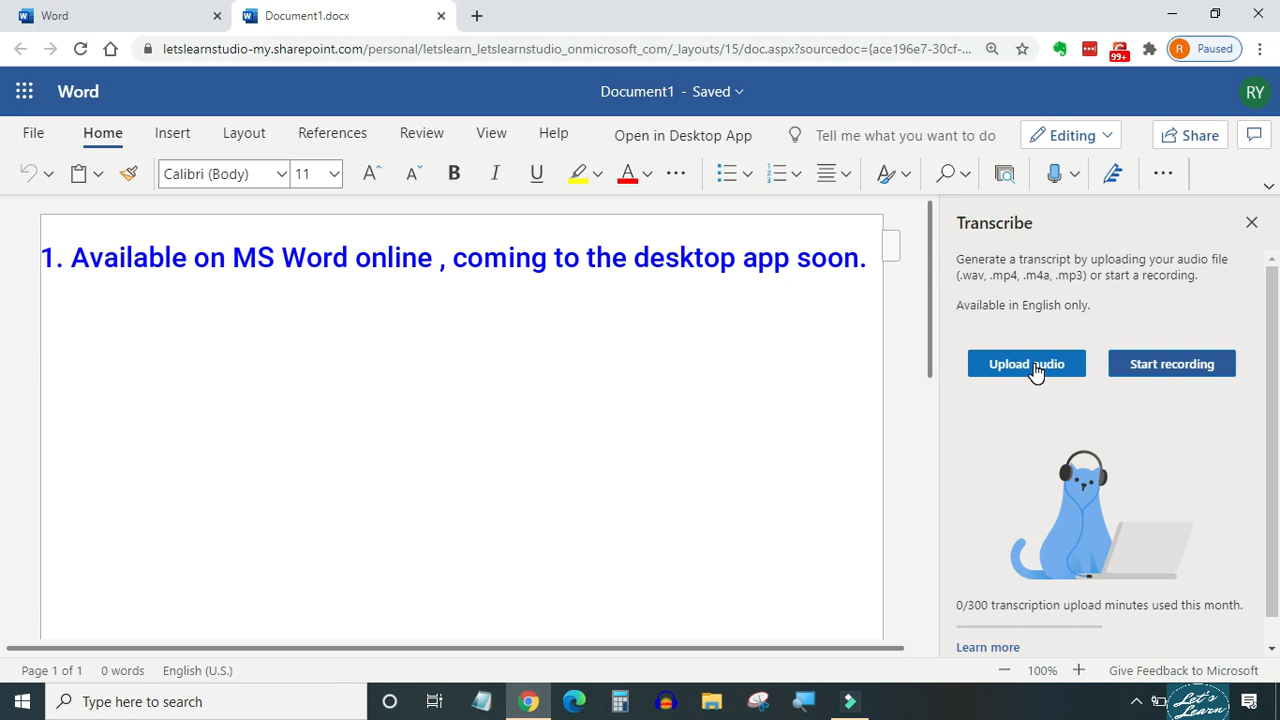 Word
Document1.docx
letslearnstudio-my.sharepoint.com/personal/letslearn_letslearnstudio_onmicrosoft_com/_layouts/15/doc.aspx?sourcedoc={ace196e7-30cf-...
99+
R Paused
Word
Document1 - Saved
RY
File Home Insert Layout References Review View Help Open in Desktop App Tell me what you want to do Editing Share
Calibri (Body) 11 A A B I U A
Transcribe
1. Available on MS Word online , coming to the desktop app soon.
Generate a transcript by uploading your audio file
(.wav, .mp4, .m4a, .mp3) or start a recording.
Available in English only.
Upload audio Start recording
0/300 transcription upload minutes used this month.
Learn more
Page 1 of 1 0 words English (U.S.) 100% Give Feedback to Microsoft
Type here to search
Let's
Learn